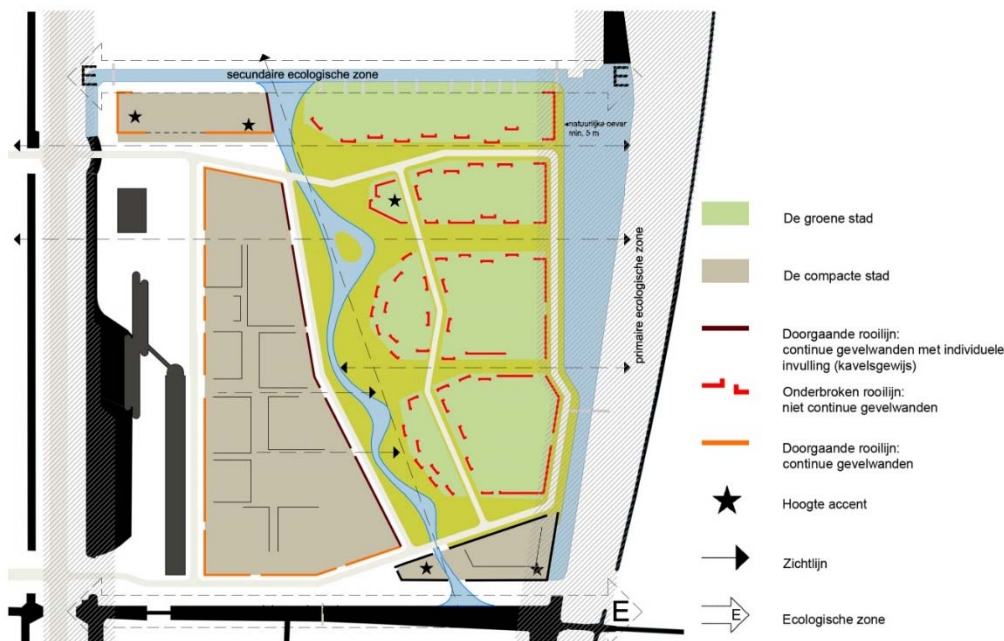 E
secundaire ecologische zone
E
natuurlijke oever
min. 5 m
primaire ecologische zone
E
De groene stad
De compacte stad
Doorgaande rooilijn:
continue gevelwanden met individuele
invulling (kavelsgewijs)
Onderbroken rooilijn:
niet continue gevelwanden
Doorgaande rooilijn:
continue gevelwanden
Hoogte accent
Zichtlijn
E
Ecologische zone